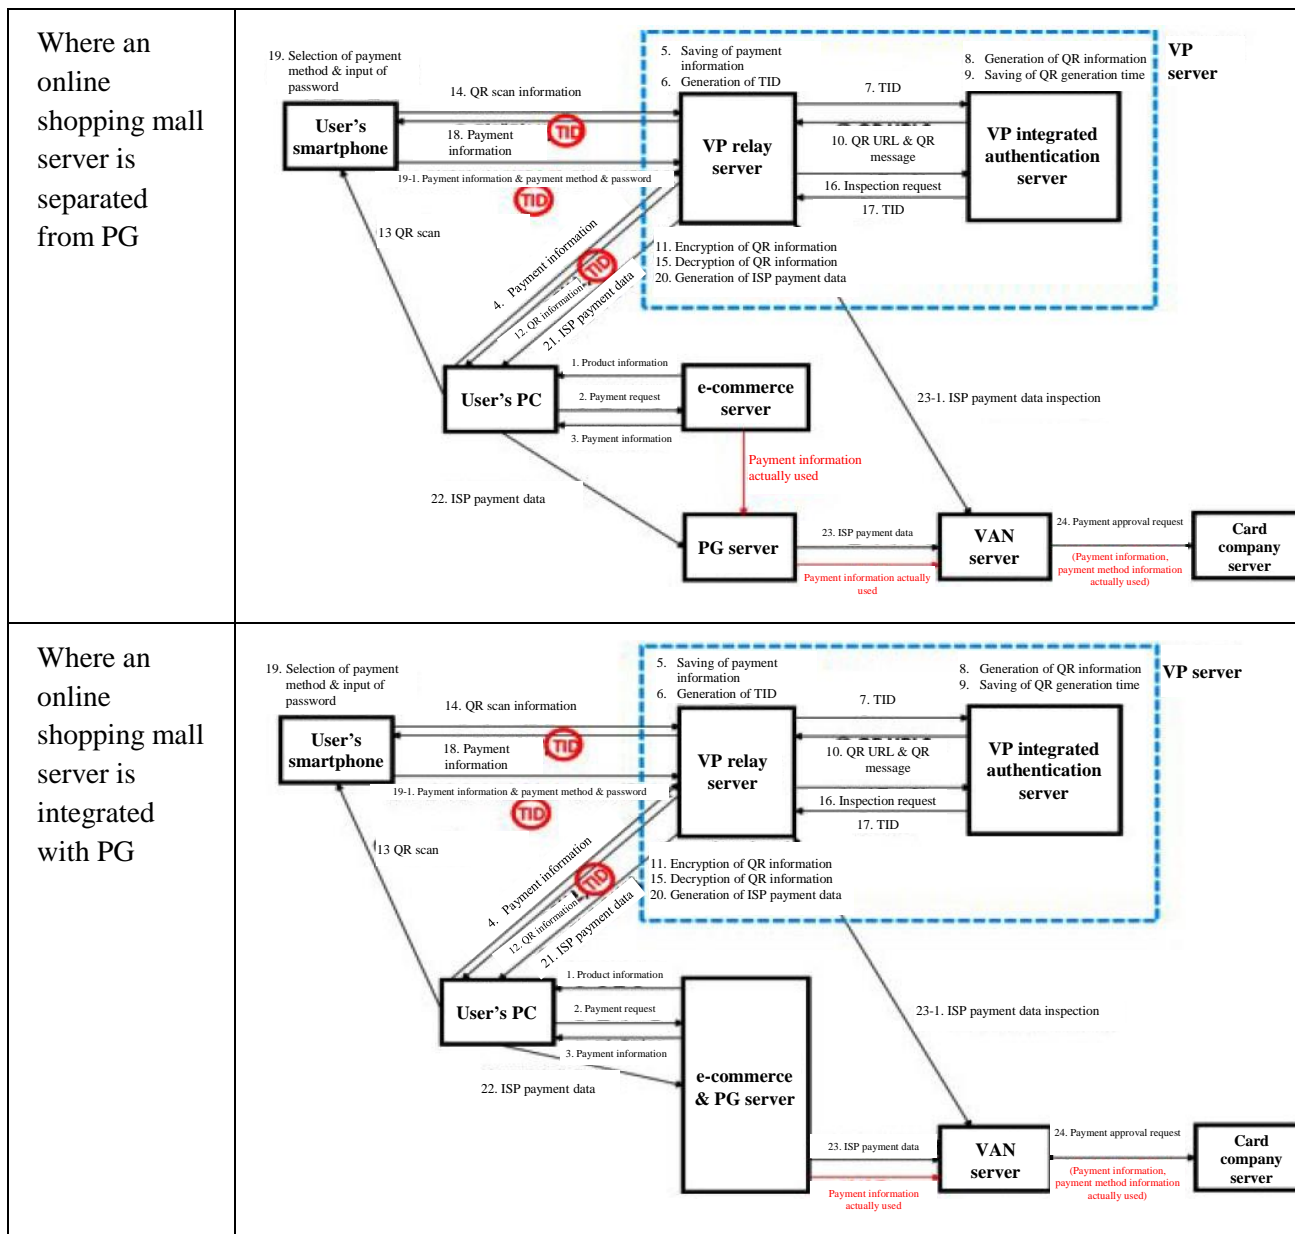 Where an
online
shopping mall
server is
separated
from PG
19. Selection of payment
method & input of
password
14. QR scan information
5. Saving of payment
information
6. Generation of TID
8. Generation of QR information
9. Saving of QR generation time
VP
server
7. TID
User's
smartphone
TID
18. Payment
information
VP relay
server
10. QR URL & QR
message
VP integrated
authentication
server
19-1. Payment information & payment method & password
TID
16. Inspection request
17. TID
13 QR scan
4. Payment information
TID
12. QR information
21. ISP payment data
11. Encryption of QR information
15. Decryption of QR information
20. Generation of ISP payment data
1. Product information
User's PC
2. Payment request
e-commerce
server
3. Payment information
23-1. ISP payment data inspection
Payment information
actually used
22. ISP payment data
PG server
23. ISP payment data
Payment information actually
used
VAN
server
24. Payment approval request
(Payment information,
payment method information
actually used)
Card
company
server
Where an
online
shopping mall
server is
integrated
with PG
19. Selection of payment
method & input of
password
14. QR scan information
5. Saving of payment
information
6. Generation of TID
8. Generation of QR information
9. Saving of QR generation time
VP server
7. TID
User's
smartphone
TID
18. Payment
information
VP relay
server
10. QR URL & QR
message
VP integrated
authentication
server
19-1. Payment information & payment method & password
TID
16. Inspection request
17. TID
13 QR scan
4. Payment information
TID
12. QR information
21. ISP payment data
11. Encryption of QR information
15. Decryption of QR information
20. Generation of ISP payment data
1. Product information
User's PC
2. Payment request
3. Payment information
23-1. ISP payment data inspection
22. ISP payment data
e-commerce
& PG server
23. ISP payment data
Payment information
actually used
VAN
server
24. Payment approval request
(Payment information,
payment method information
actually used)
Card
company
server